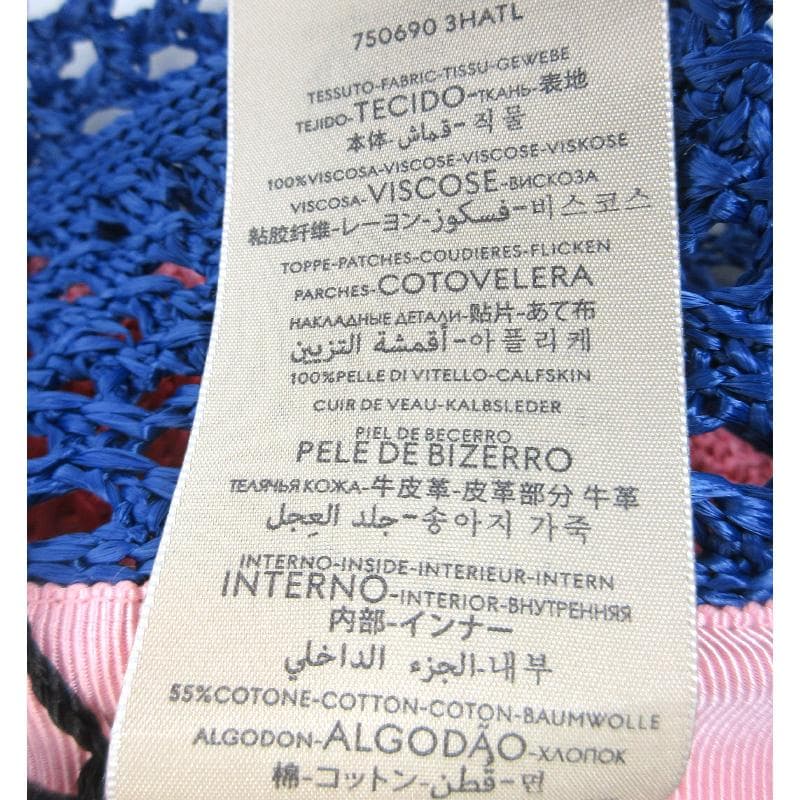 750690 3HATL
TESSUTO-FABRIC-TISSU-GEWEBE
TEJIDO-TECIDO-ТКАНЬ-表地
本体-قماش-직물
100%VISCOSA-VISCOSE-VISCOSE-VISKOSE
VISCOSA-VISCOSE-ВИСКОЗА
粘胶纤维-レーヨン-فسكوز-비스코스
TOPPE-PATCHES-COUDIERES-FLICKEN
PARCHES-COTOVELERA
НАКЛАДНЫЕ ДЕТАЛИ-贴片-あて布
أقمشة التزيين-아플리케
100%PELLE DI VITELLO-CALFSKIN
CUIR DE VEAU-KALBSLEDER
PIEL DE BECERRO
PELE DE BIZERRO
ТЕЛЯЧЬЯ КОЖА-牛皮革-皮革部分 牛革
جلد العجل-송아지 가죽
INTERNO-INSIDE-INTERIEUR-INTERN
INTERNO-INTERIOR-ВНУТРЕННЯЯ
内部-インナー
الجزء الداخلي-내부
55%COTONE-COTTON-COTON-BAUMWOLLE
ALGODON-ALGODÃO-ХЛОПОК
棉-コットン-قطن-면